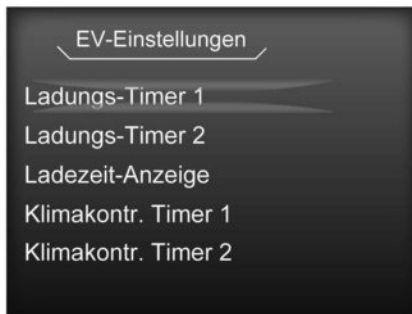 EV-Einstellungen
Ladungs-Timer 1
Ladungs-Timer 2
Ladezeit-Anzeige
Klimakontr. Timer 1
Klimakontr. Timer 2